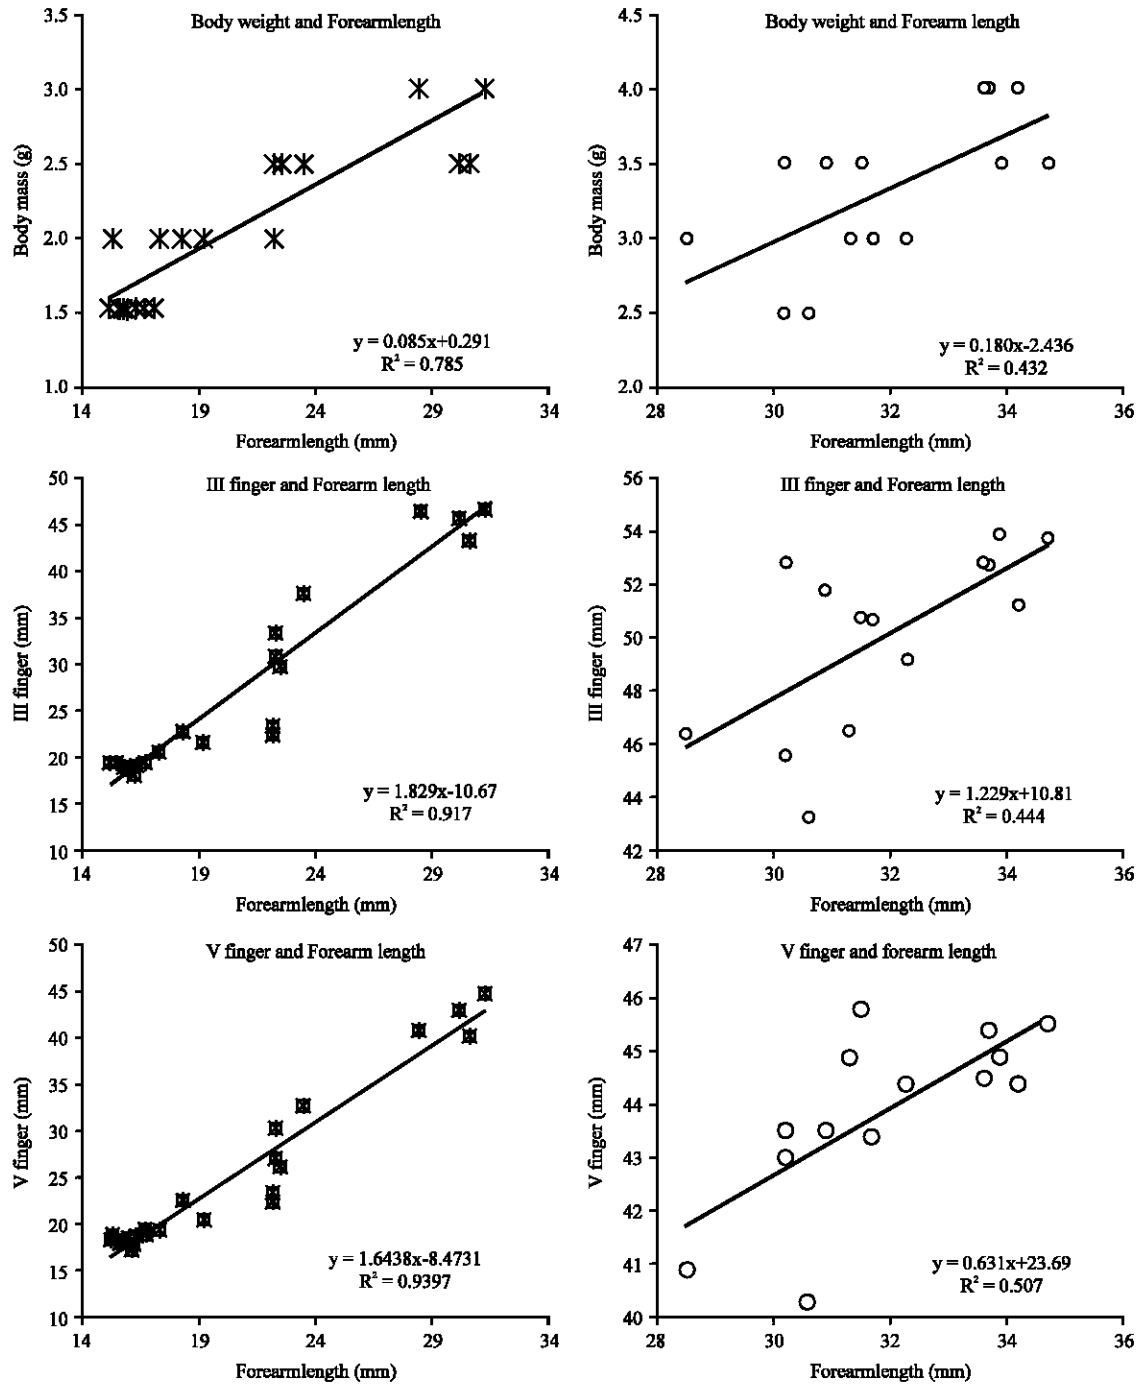 Body weight and Forearmlength
3.5
3.0
2.5
2.0
1.5
1.0
Body mass (g)
y = 0.085x+0.291
R² = 0.785
14 19 24 29 34
Forearmlength (mm)
Body weight and Forearm length
4.5
4.0
3.5
3.0
2.5
2.0
Body mass (g)
y = 0.180x-2.436
R² = 0.432
28 30 32 34 36
Forearmlength (mm)
III finger and Forearm length
50
45
40
35
30
25
20
15
10
III finger (mm)
y = 1.829x-10.67
R² = 0.917
14 19 24 29 34
Forearmlength (mm)
III finger and Forearm length
56
54
52
50
48
46
44
42
III finger (mm)
y = 1.229x+10.81
R² = 0.444
28 30 32 34 36
Forearmlength (mm)
V finger and Forearm length
50
45
40
35
30
25
20
15
10
V finger (mm)
y = 1.6438x-8.4731
R² = 0.9397
14 19 24 29 34
Forearmlength (mm)
V finger and forearm length
47
46
45
43
43
42
41
40
V finger (mm)
y = 0.631x+23.69
R² = 0.507
28 30 32 34 36
Forearmlength (mm)